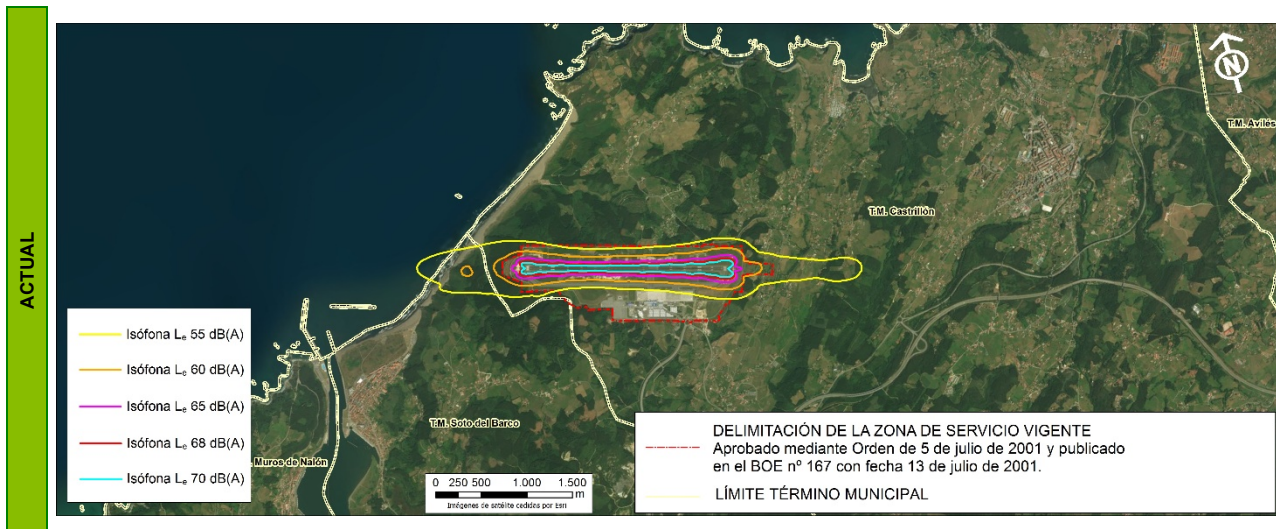 ACTUAL
N
T.M. Avilés
T.M. Castrillón
T.M. Soto del Barco
. Muros de Nalón
Isófona Le 55 dB(A)
Isófona Le 60 dB(A)
Isófona Le 65 dB(A)
Isófona Le 68 dB(A)
Isófona Le 70 dB(A)
0 250 500 1.000 1.500
m
Imágenes de satélite cedidas por Esri
DELIMITACIÓN DE LA ZONA DE SERVICIO VIGENTE
Aprobado mediante Orden de 5 de julio de 2001 y publicado
en el BOE nº 167 con fecha 13 de julio de 2001.
LÍMITE TÉRMINO MUNICIPAL